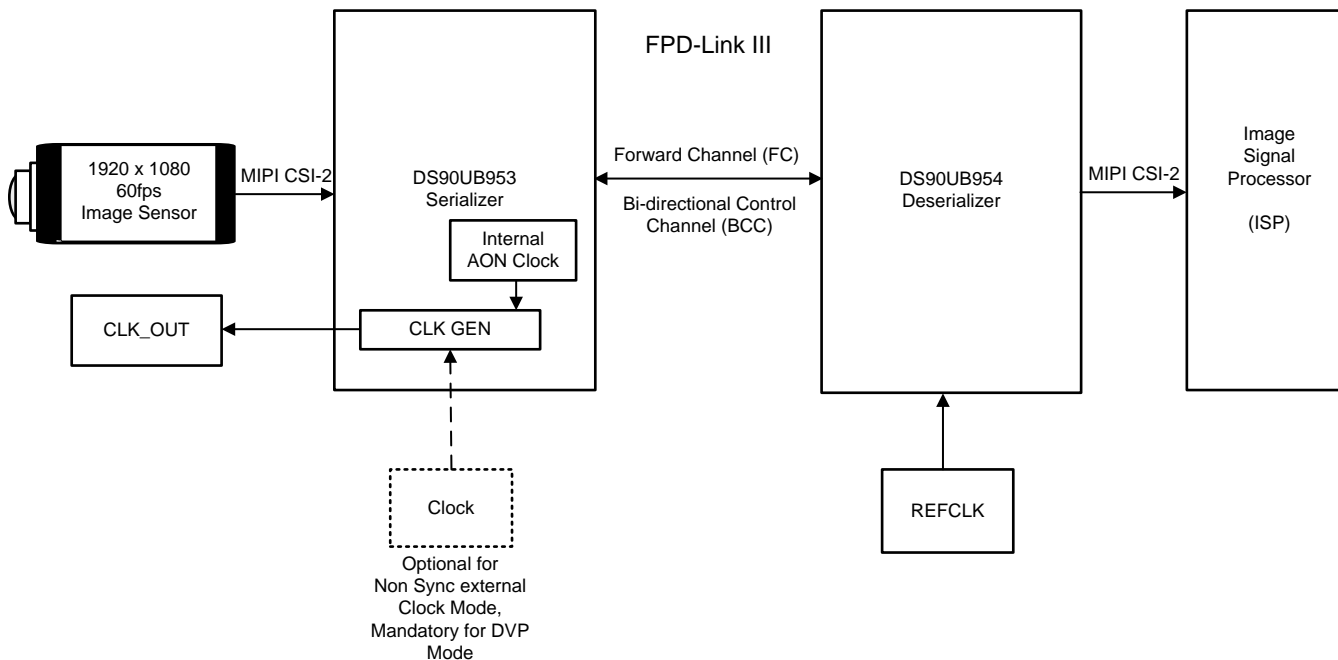 FPD-Link III
1920 x 1080
60fps
Image Sensor
MIPI CSI-2
DS90UB953
Serializer
Internal
AON Clock
CLK GEN
CLK_OUT
Clock
Optional for
Non Sync external
Clock Mode,
Mandatory for DVP
Mode
Forward Channel (FC)
Bi-directional Control
Channel (BCC)
DS90UB954
Deserializer
REFCLK
MIPI CSI-2
Image
Signal
Processor
(ISP)